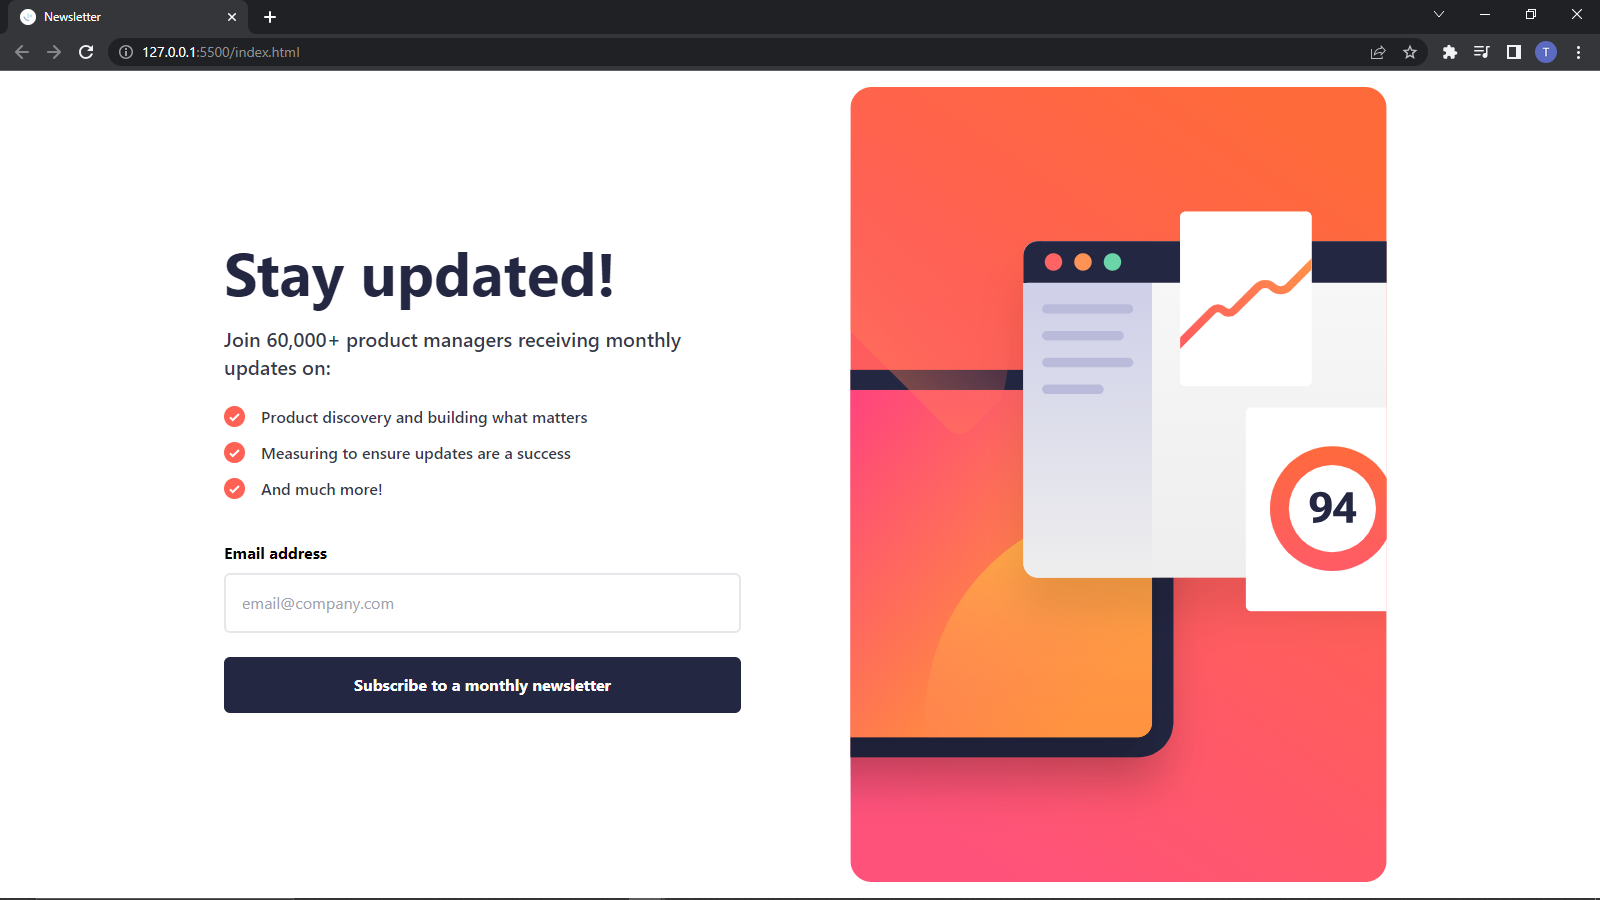 Newsletter
127.0.0.1:5500/index.html
T
Stay updated!
Join 60,000+ product managers receiving monthly
updates on:
Product discovery and building what matters
Measuring to ensure updates are a success
And much more!
Email address
email@company.com
Subscribe to a monthly newsletter
94